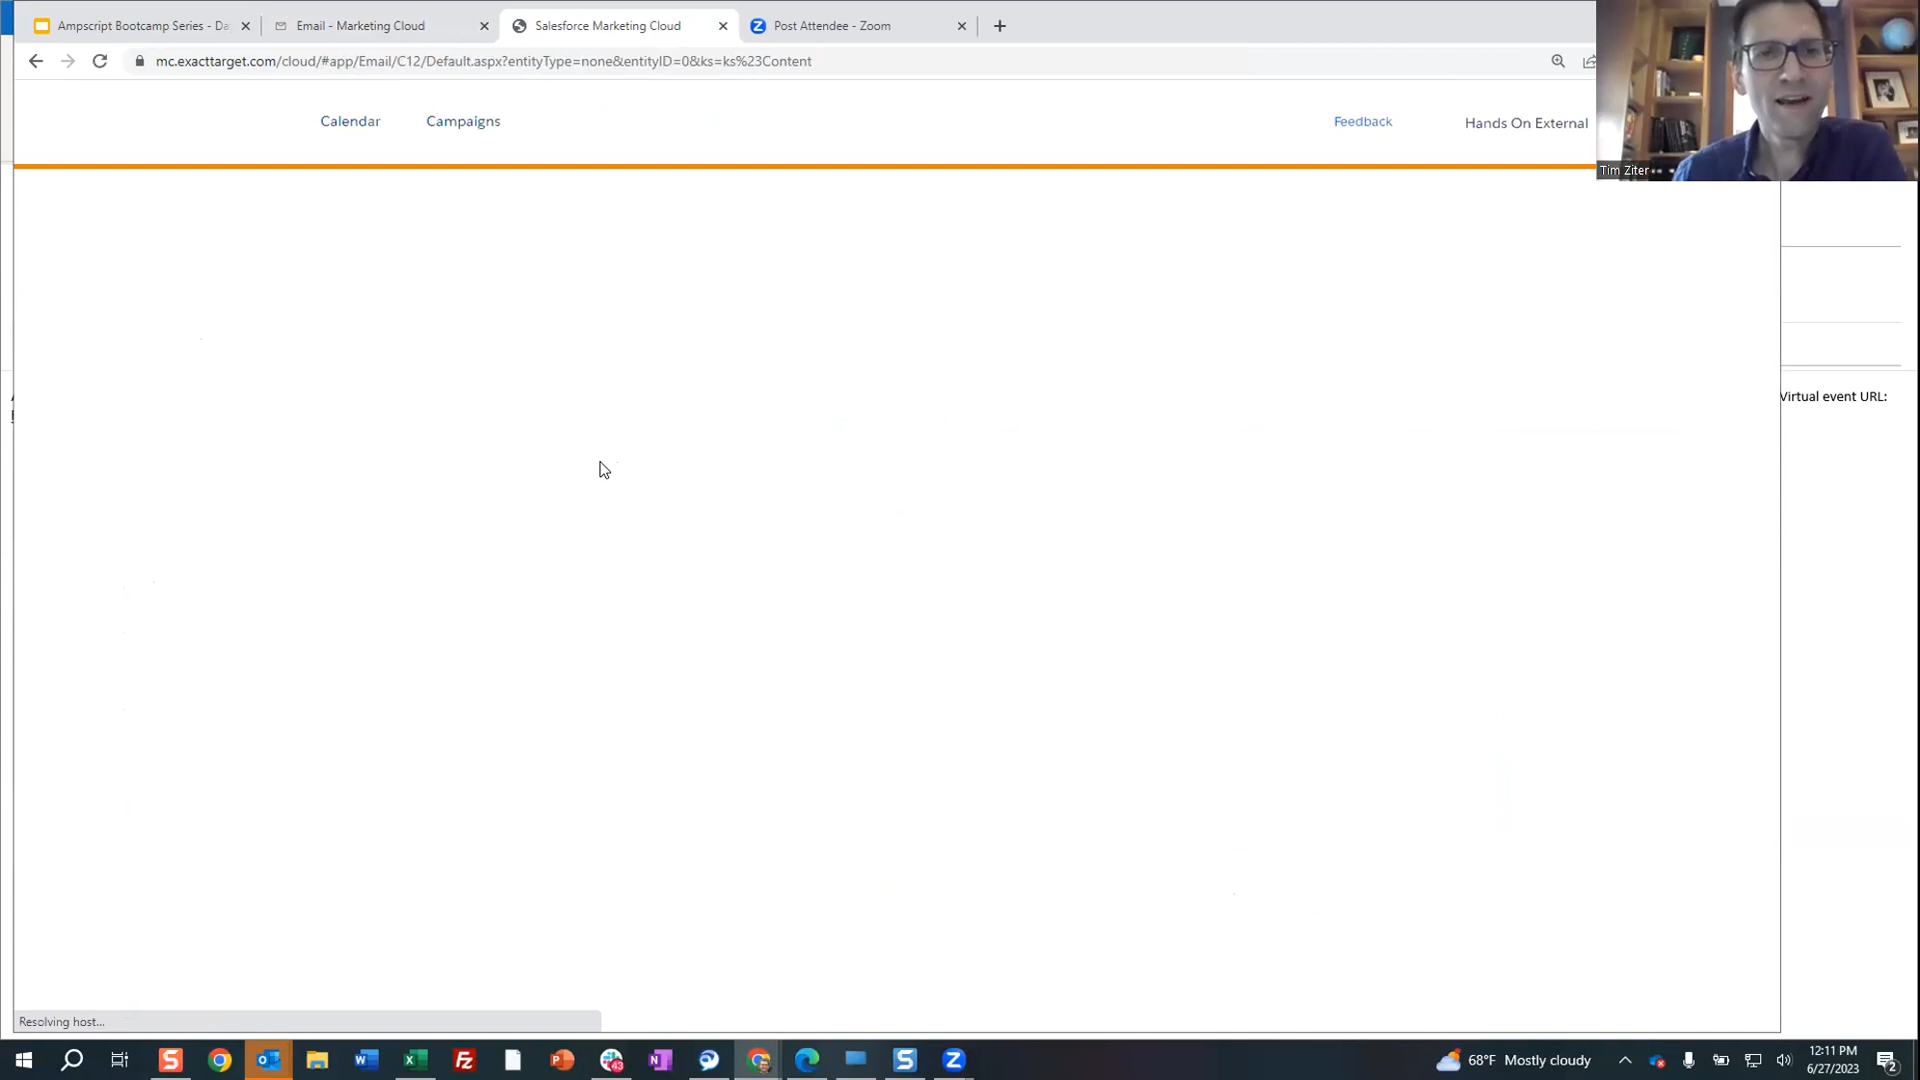 Ampscript Bootcamp Series - Da
Email - Marketing Cloud
Salesforce Marketing Cloud
Post Attendee - Zoom
mc.exacttarget.com/cloud/#app/Email/C12/Default.aspx?entityType=none&entityID=0&ks=ks%23Content
Calendar
Campaigns
Feedback
Hands On External
Tim Ziter
Virtual event URL:
Resolving host...
68°F Mostly cloudy
12:11 PM
6/27/2023
43
2